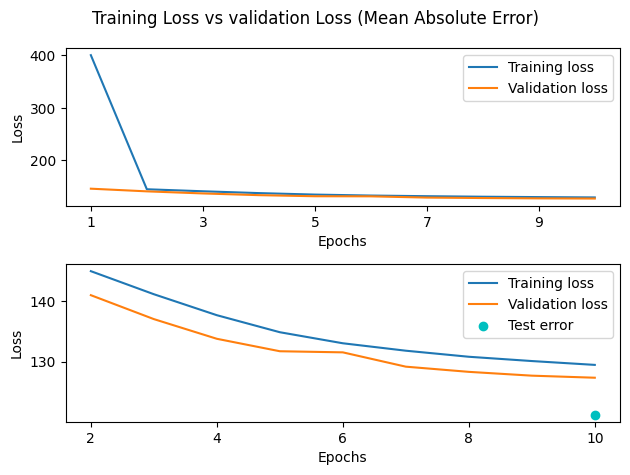 Training Loss vs validation Loss (Mean Absolute Error)
400
300
200
Loss
Training loss
Validation loss
1 3 5 7 9
Epochs
140
130
Loss
Training loss
Validation loss
Test error
2 4 6 8 10
Epochs